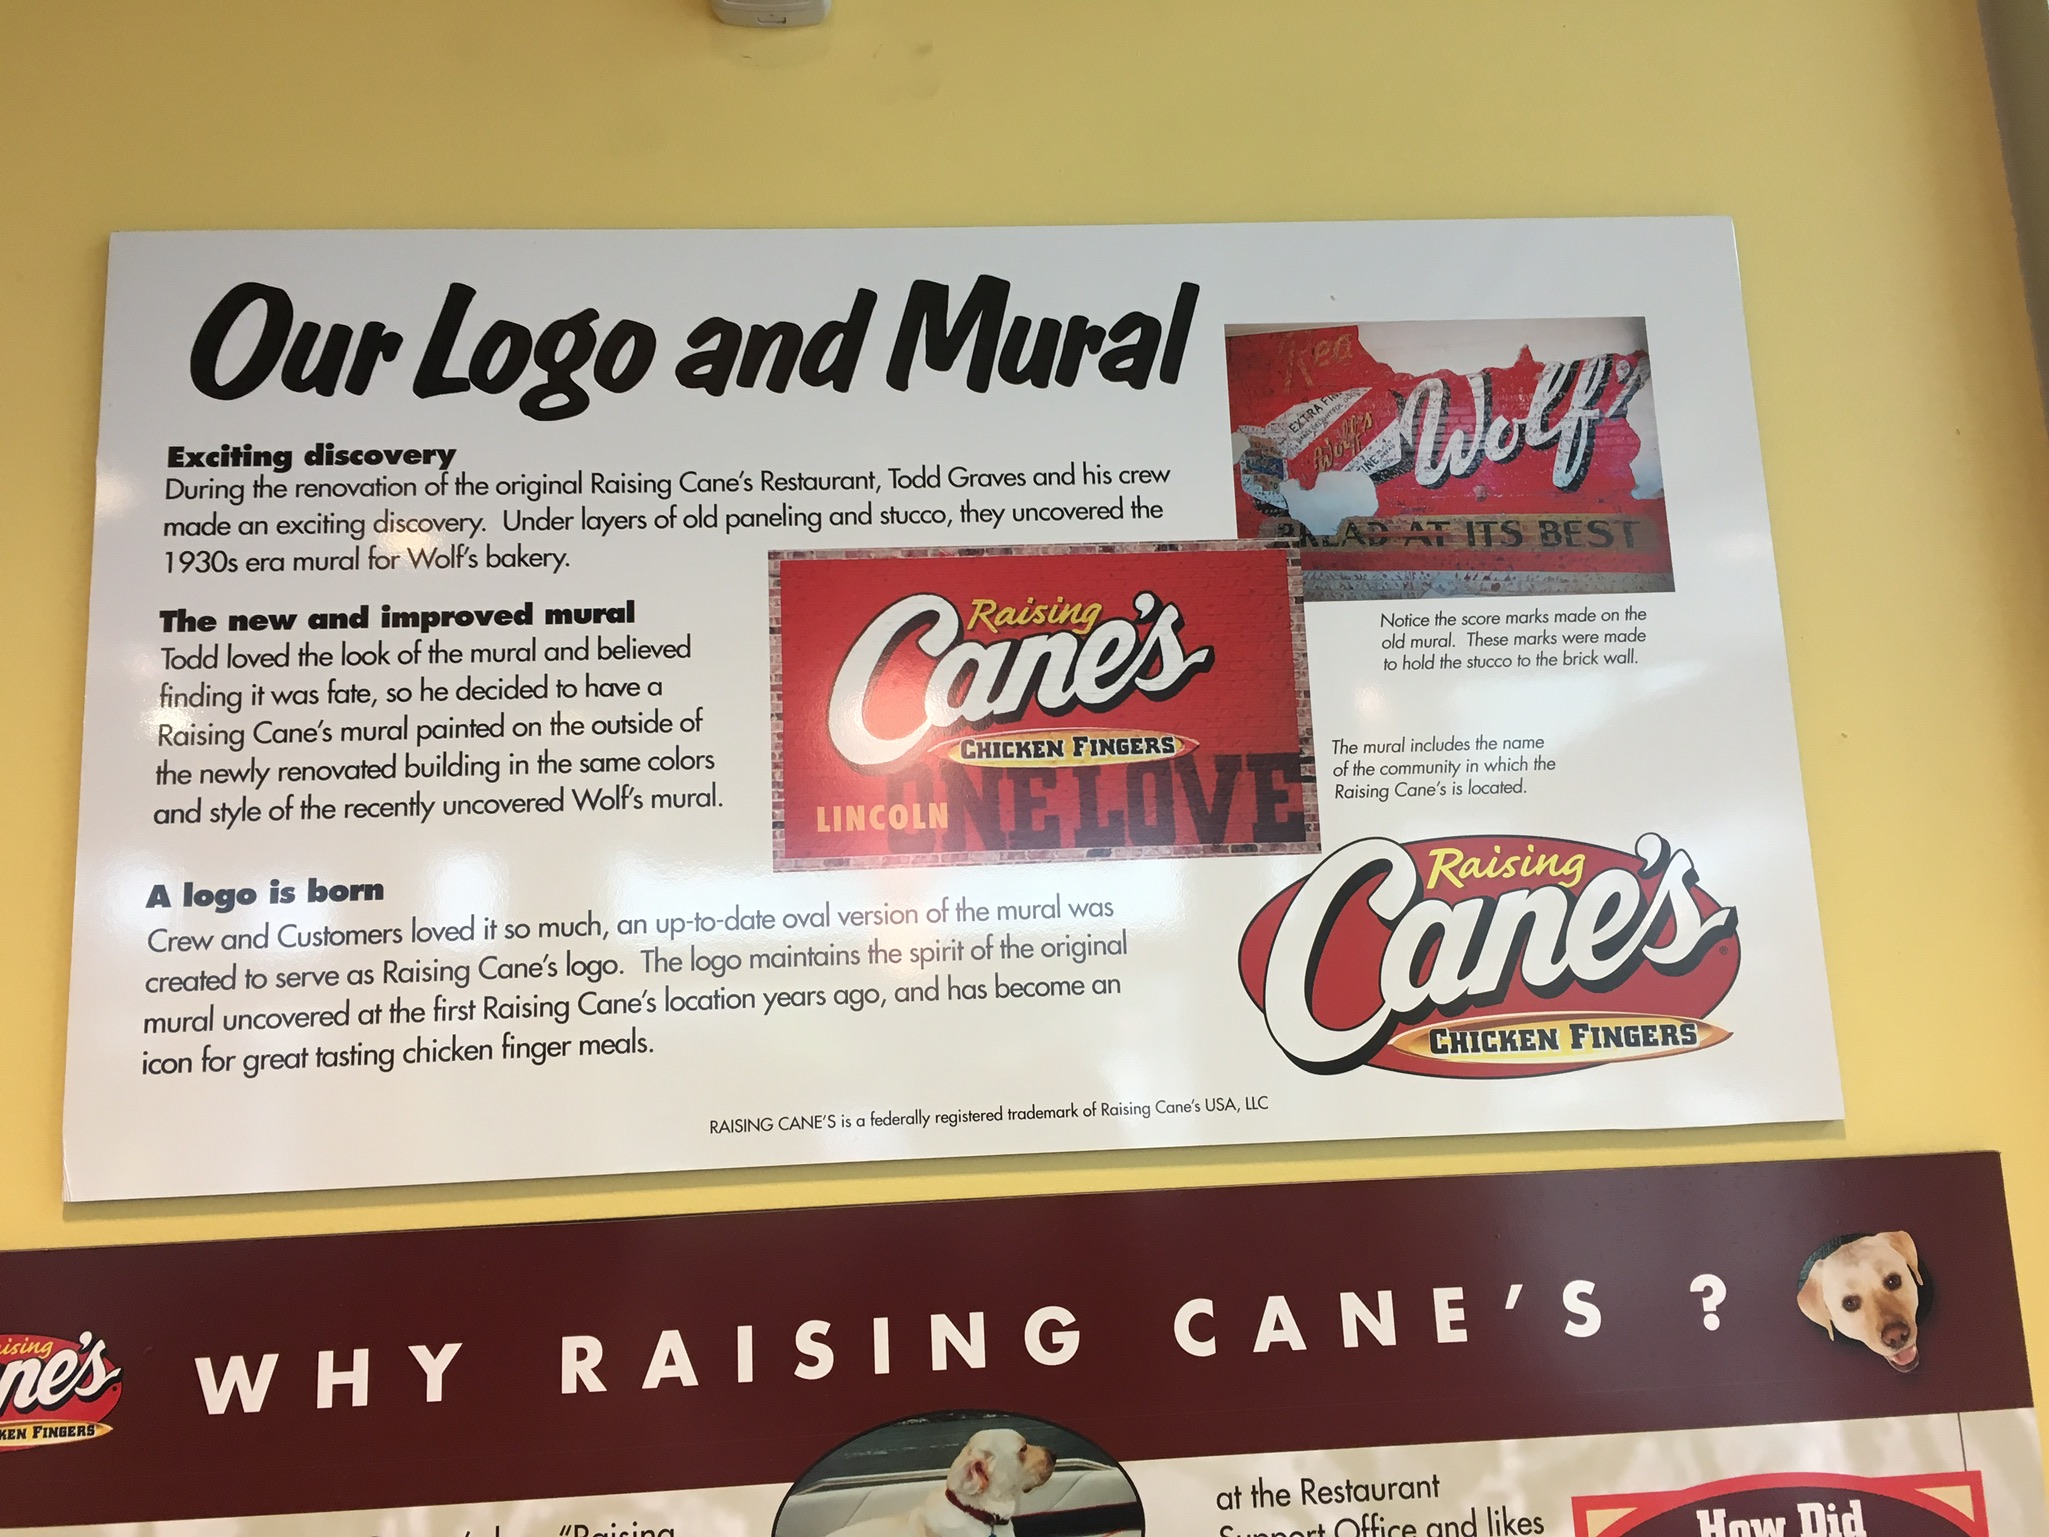 Our Logo and Mural
Exciting discovery
During the renovation of the original Raising Cane's Restaurant, Todd Graves and his crew
made an exciting discovery. Under layers of old paneling and stucco, they uncovered the
1930s era mural for Wolf's bakery.
The new and improved mural
Todd loved the look of the mural and believed
finding it was fate, so he decided to have a
Raising Cane's mural painted on the outside of
the newly renovated building in the same colors
and style of the recently uncovered Wolf's mural.
A logo is born
Crew and Customers loved it so much, an up-to-date oval version of the mural was
created to serve as Raising Cane's logo. The logo maintains the spirit of the original
mural uncovered at the first Raising Cane's location years ago, and has become an
icon for great tasting chicken finger meals.
EXTRA
Wolf's
Wolf's
BREAD AT ITS BEST
Notice the score marks made on the
old mural. These marks were made
to hold the stucco to the brick wall.
Raising
Cane's
CHICKEN FINGERS
ONE LOVE
LINCOLN
The mural includes the name
of the community in which the
Raising Cane's is located.
Raising
Cane's
®
CHICKEN FINGERS
RAISING CANE'S is a federally registered trademark of Raising Cane's USA, LLC
aising
ne's
KEN FINGERS
WHY RAISING CANE'S ?
"Raising
at the Restaurant
Support Office and likes
How Did